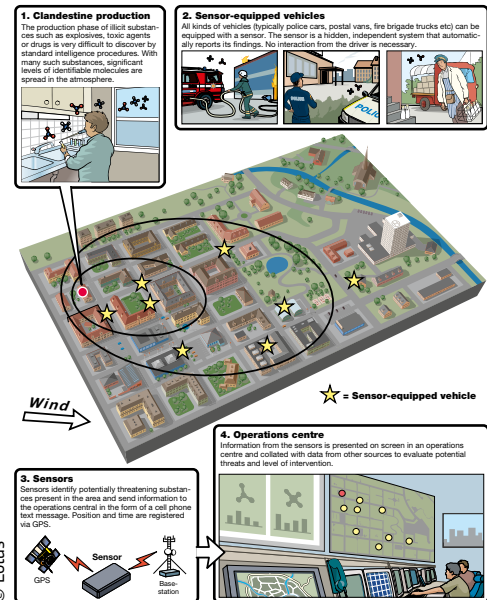 1. Clandestine production
The production phase of illicit substan-
ces such as explosives, toxic agents
or drugs is very difficult to discover by
standard intelligence procedures. With
many such substances, significant
levels of identifiable molecules are
spread in the atmosphere.
2. Sensor-equipped vehicles
All kinds of vehicles (typically police cars, postal vans, fire brigade trucks etc) can be
equipped with a sensor. The sensor is a hidden, independent system that automatic-
ally reports its findings. No interaction from the driver is necessary.
POLIC
Wind
= Sensor-equipped vehicle
3. Sensors
Sensors identify potentially threatening substan-
ces present in the area and send information to
the operations central in the form of a cell phone
text message. Position and time are registered
via GPS.
GPS
Sensor
Base-
station
4. Operations centre
Information from the sensors is presented on screen in an operations
centre and collated with data from other sources to evaluate potential
threats and level of intervention.
© Lotus